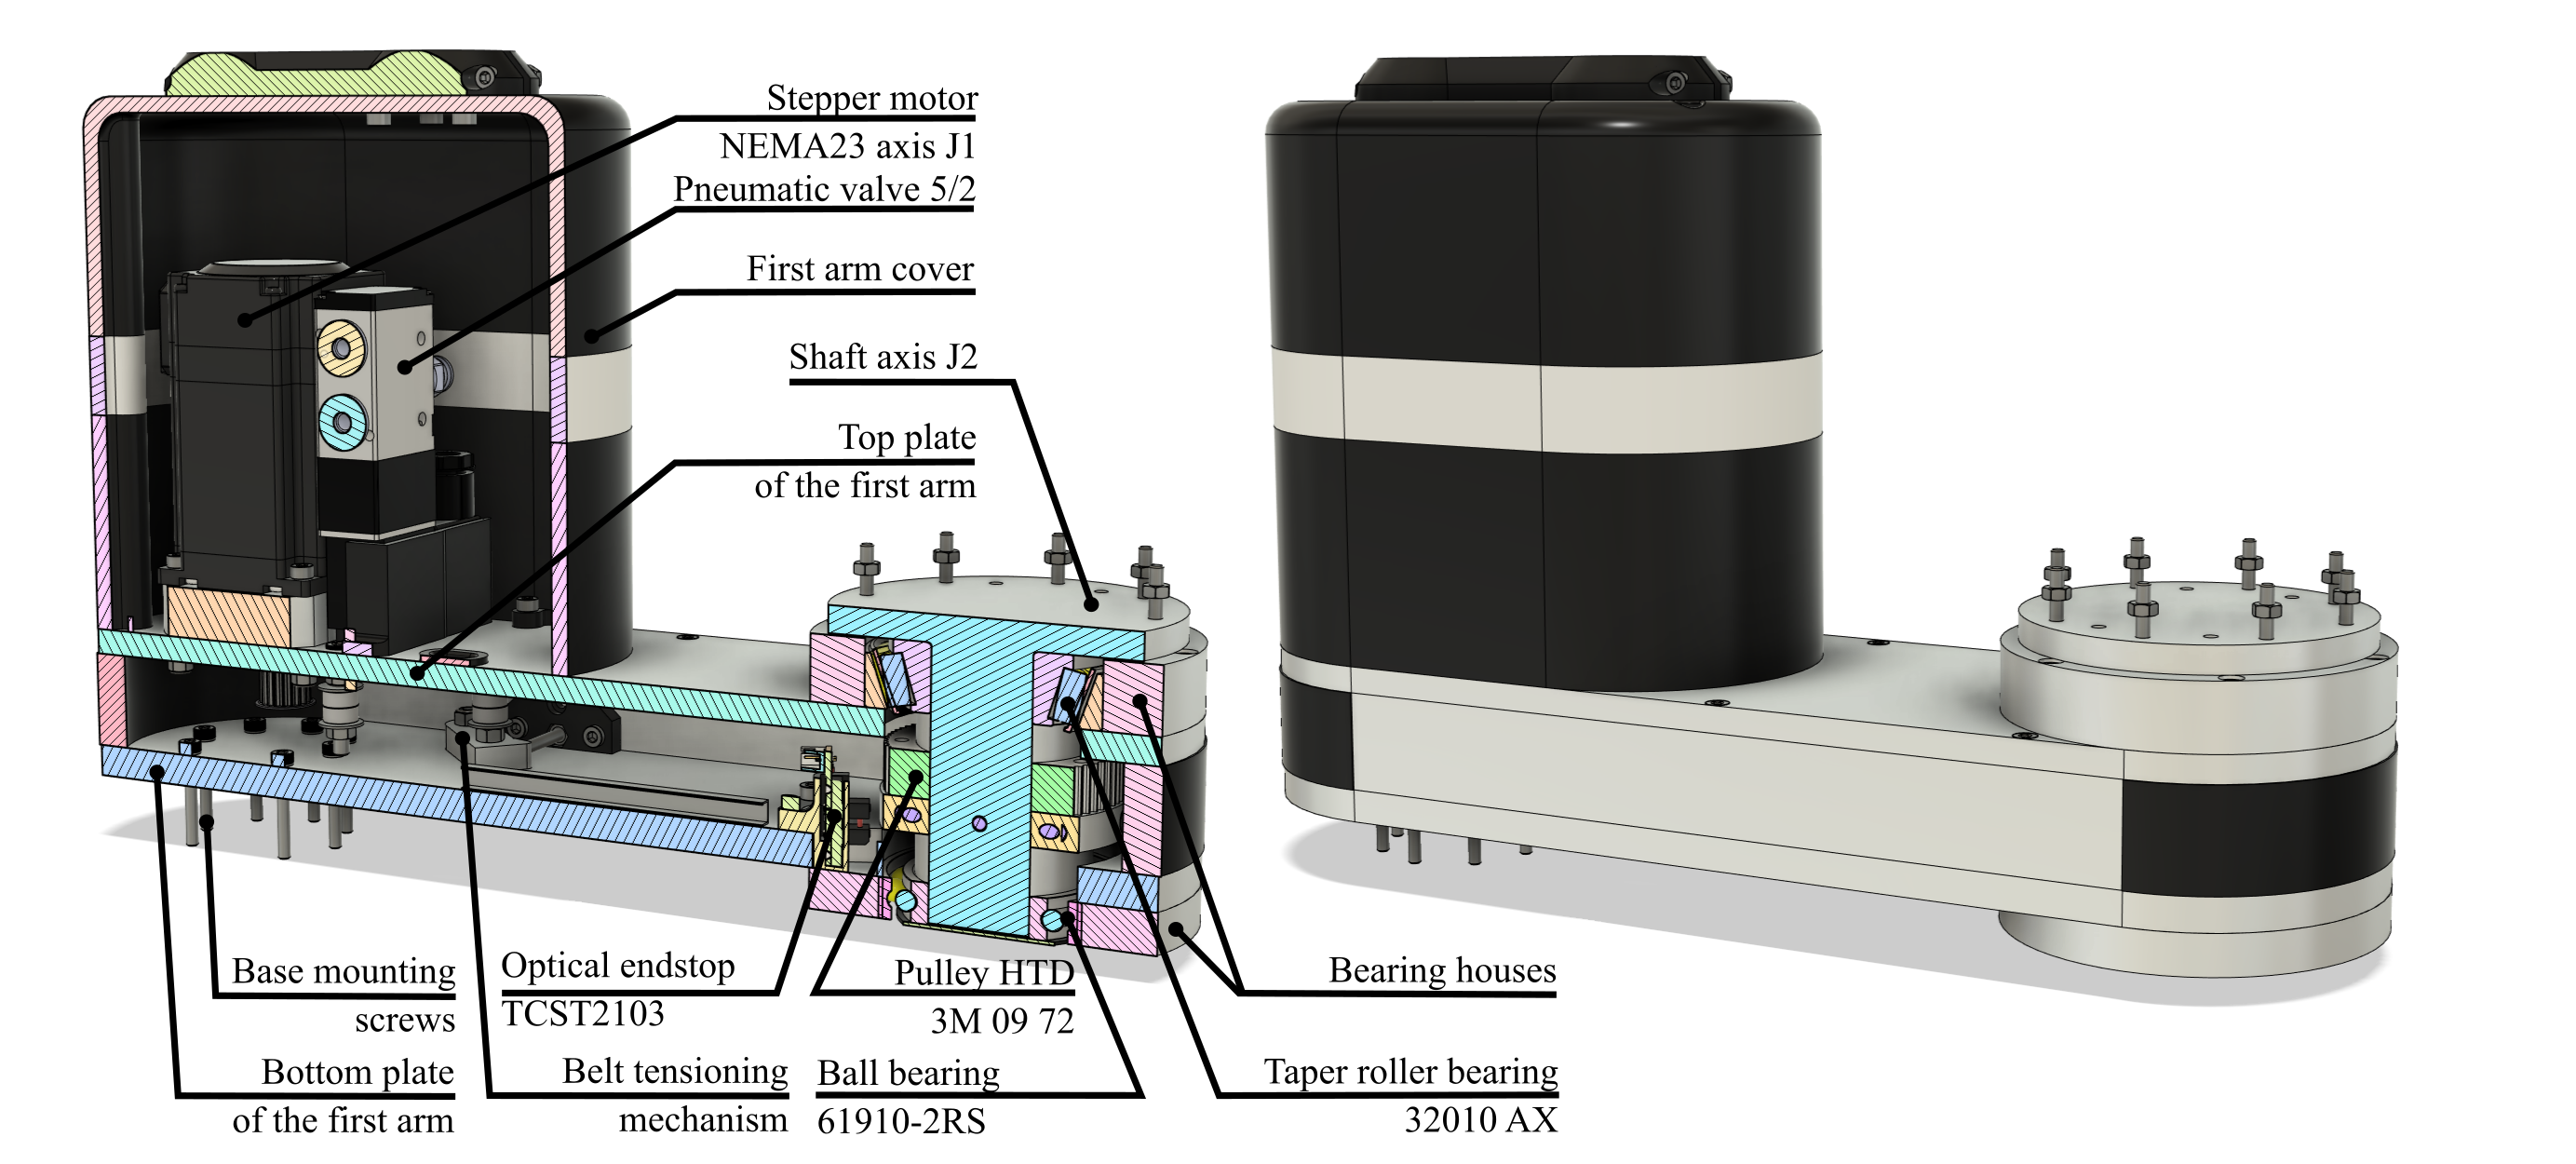 Stepper motor
NEMA23 axis J1
Pneumatic valve 5/2
First arm cover
Shaft axis J2
Top plate
of the first arm
Base mounting
screws
Bottom plate
of the first arm
Optical endstop
TCST2103
Belt tensioning
mechanism
Pulley HTD
3M 09 72
Ball bearing
61910-2RS
Bearing houses
Taper roller bearing
32010 AX